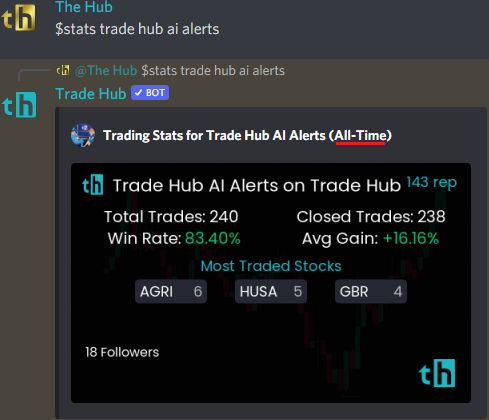 The Hub
th
$stats trade hub ai alerts
th @The Hub $stats trade hub ai alerts
th
Trade Hub ✓ BOT
Trading Stats for Trade Hub AI Alerts (All-Time)
th Trade Hub AI Alerts on Trade Hub 143 rep
Total Trades: 240 Closed Trades: 238
Win Rate: 83.40% Avg Gain: +16.16%
Most Traded Stocks
AGRI 6 HUSA 5 GBR 4
18 Followers
th